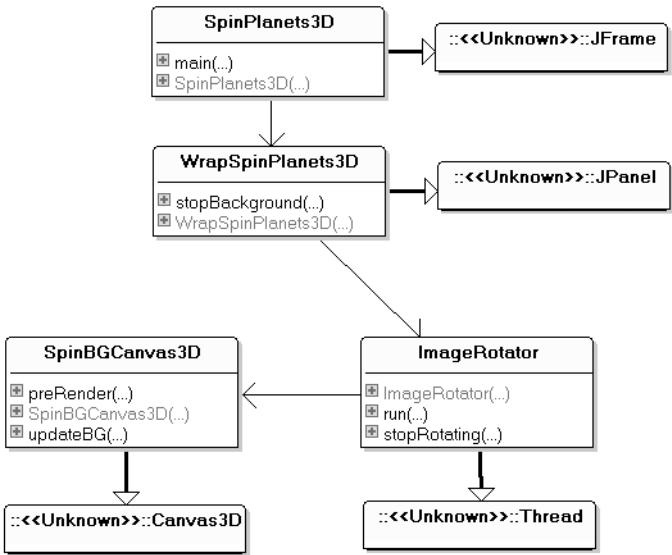 SpinPlanets3D
main(...)
SpinPlanets3D(...)
::<<Unknown>>::JFrame
WrapSpinPlanets3D
stopBackground(...)
WrapSpinPlanets3D(...)
::<<Unknown>>::JPanel
SpinBGCanvas3D
preRender(...)
SpinBGCanvas3D(...)
updateBG(...)
ImageRotator
ImageRotator(...)
run(...)
stopRotating(...)
::<<Unknown>>::Canvas3D
::<<Unknown>>::Thread